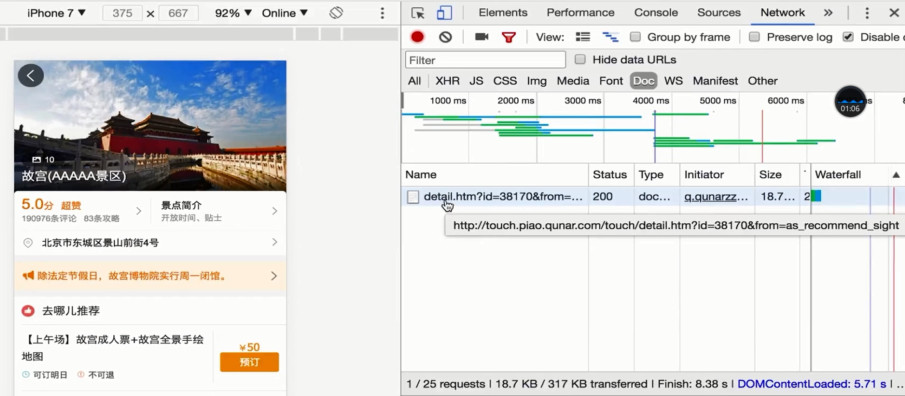 iPhone 7 ▼ 375 × 667 92% ▼ Online ▼
Elements Performance Console Sources Network »
View: Group by frame Preserve log Disable c
Filter Hide data URLs
All XHR JS CSS Img Media Font Doc WS Manifest Other
1000 ms 2000 ms 3000 ms 4000 ms 5000 ms 6000 ms
01:06
Name Status Type Initiator Size Waterfall
detail.htm?id=38170&from=... 200 doc... q.qunarzz... 18.7... 2
http://touch.piao.qunar.com/touch/detail.htm?id=38170&from=as_recommend_sight
1 / 25 requests | 18.7 KB / 317 KB transferred | Finish: 8.38 s | DOMContentLoaded: 5.71 s | ...
10
故宫(AAAAA景区)
5.0分 超赞
190976条评论 83条攻略
景点简介
开放时间、贴士
北京市东城区景山前街4号
除法定节假日，故宫博物院实行周一闭馆。
去哪儿推荐
【上午场】故宫成人票+故宫全景手绘
地图
¥50
预订
可订明日 不可退